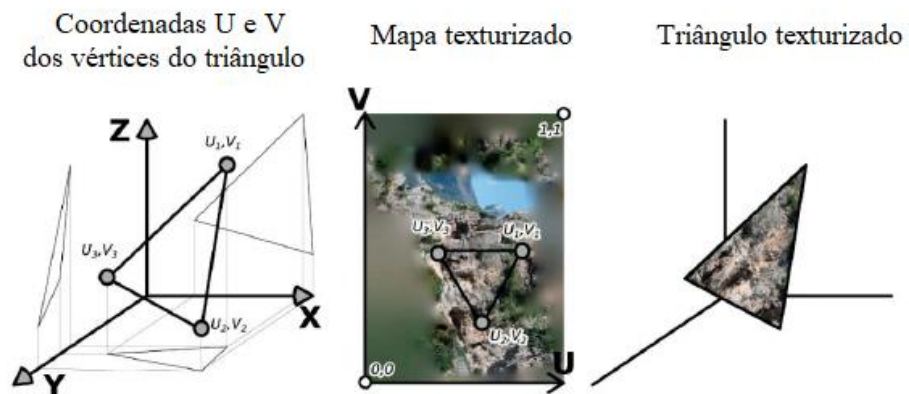 Coordenadas U e V
dos vértices do triângulo
Mapa texturizado
Triângulo texturizado
Z
U₁,V₁
U₃,V₃
U₂,V₂
X
Y
V
1,1
U₃,V₃
U₁,V₁
U₂,V₂
0,0
U